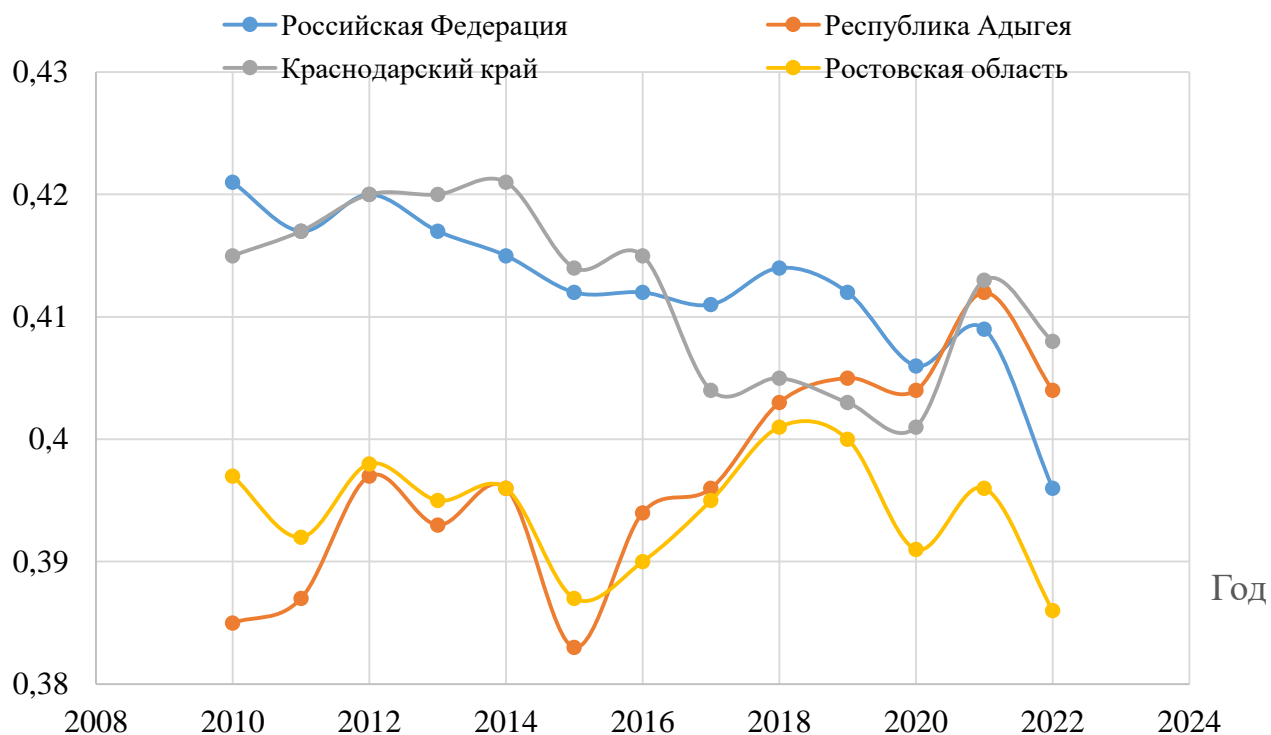 Российская Федерация Республика Адыгея
Краснодарский край Ростовская область
0,43
0,42
0,41
0,4
0,39
0,38
Год
2008 2010 2012 2014 2016 2018 2020 2022 2024